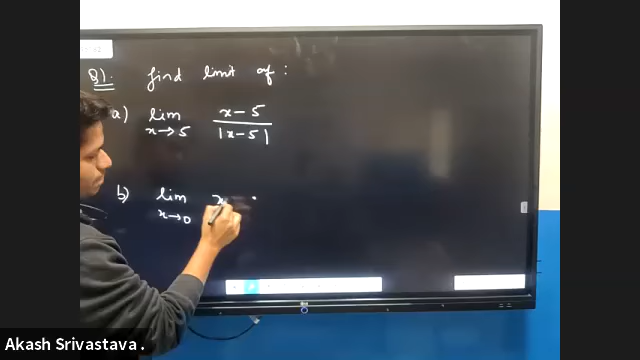 Q1). find limit of :
a) lim x-5
x→5 |x-5|
b) lim x
x→0
Akash Srivastava .